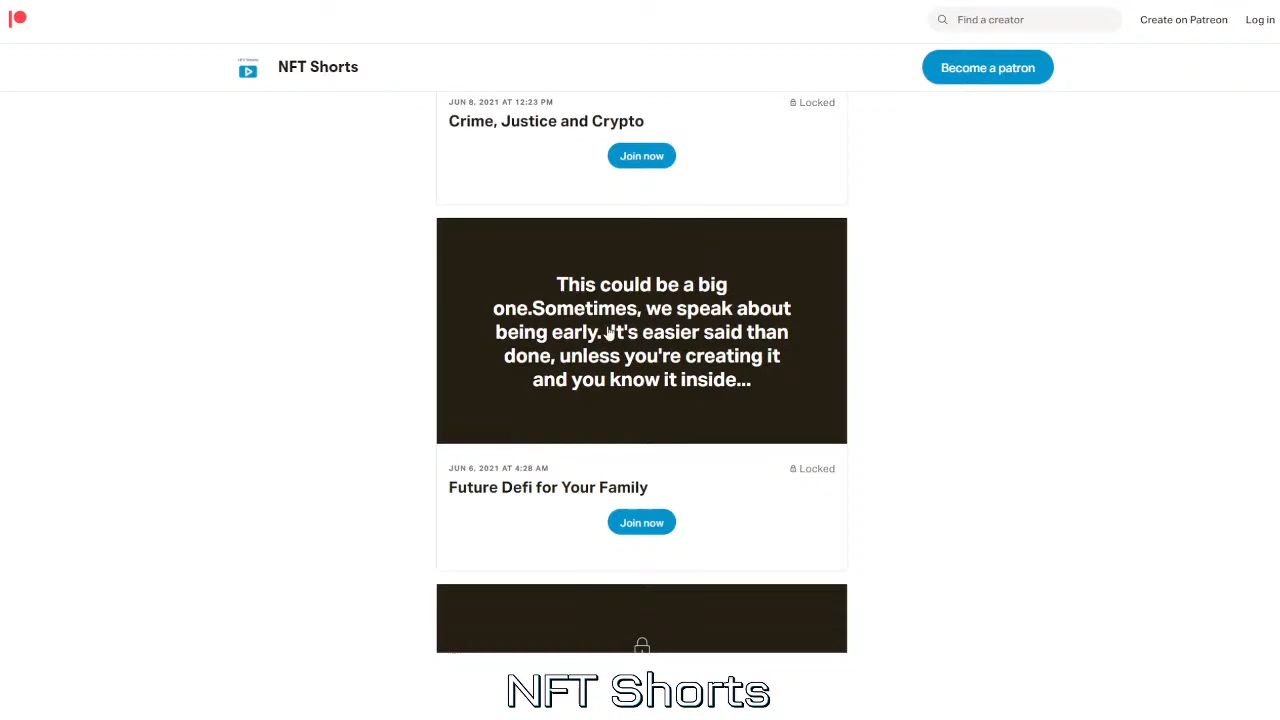 Find a creator
Create on Patreon
Log in
NFT Shorts
Become a patron
JUN 8, 2021 AT 12:23 PM
Locked
Crime, Justice and Crypto
Join now
This could be a big
one.Sometimes, we speak about
being early. It's easier said than
done, unless you're creating it
and you know it inside...
JUN 6, 2021 AT 4:28 AM
Locked
Future Defi for Your Family
Join now
NFT Shorts